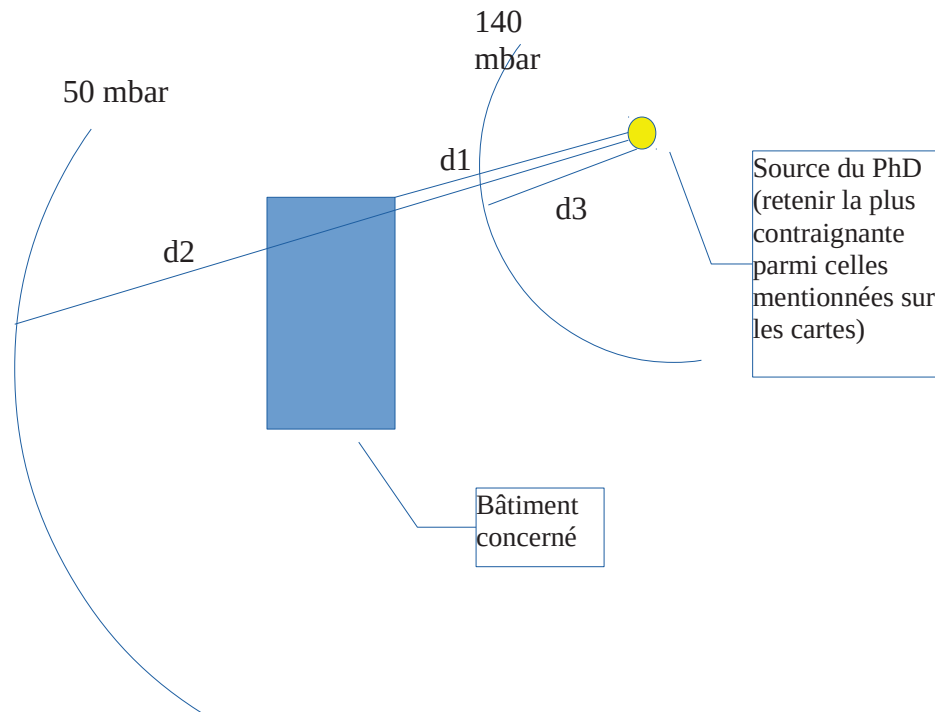 140
mbar
50 mbar
d1
d3
d2
Source du PhD
(retenir la plus
contraignante
parmi celles
mentionnées sur
les cartes)
Bâtiment
concerné